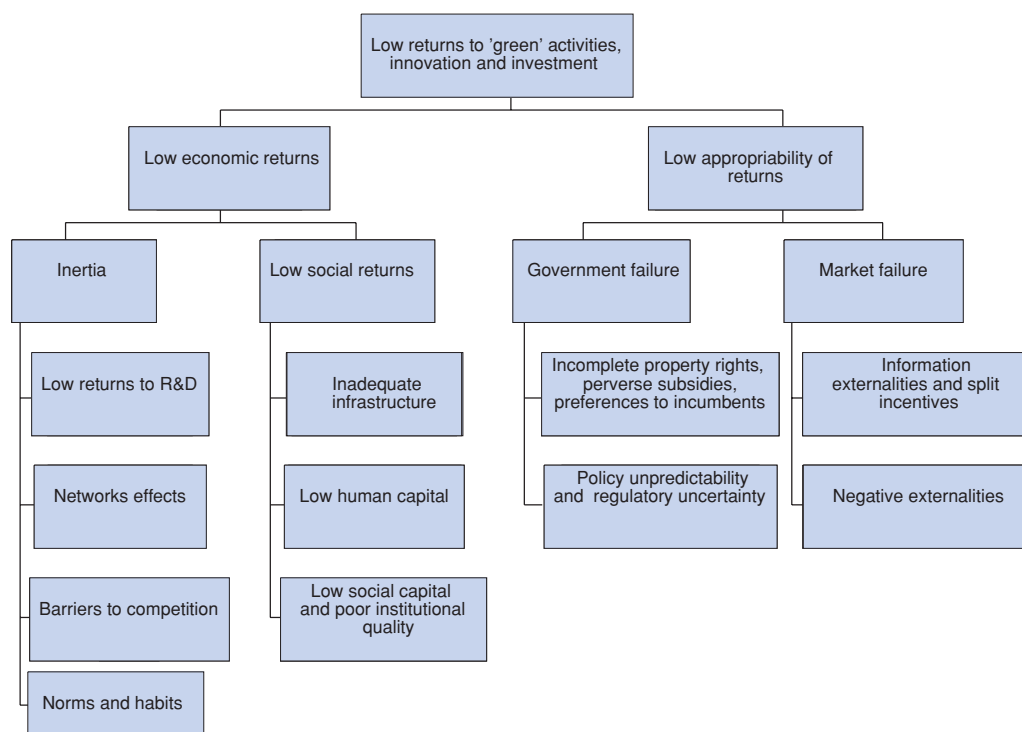 Low returns to 'green' activities,
innovation and investment
Low economic returns
Low appropriability of
returns
Inertia
Low social returns
Government failure
Market failure
Low returns to R&D
Inadequate
infrastructure
Incomplete property rights,
perverse subsidies,
preferences to incumbents
Information
externalities and split
incentives
Networks effects
Low human capital
Policy unpredictability
and regulatory uncertainty
Negative externalities
Barriers to competition
Low social capital
and poor institutional
quality
Norms and habits